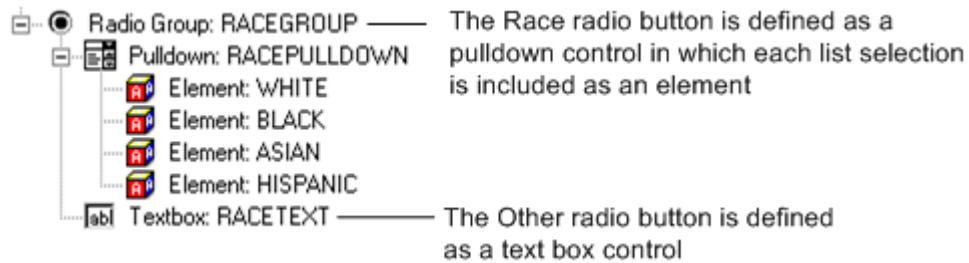 Radio Group: RACEGROUP
The Race radio button is defined as a
pulldown control in which each list selection
is included as an element
Pulldown: RACEPULLDOWN
Element: WHITE
Element: BLACK
Element: ASIAN
Element: HISPANIC
Textbox: RACETEXT
The Other radio button is defined
as a text box control